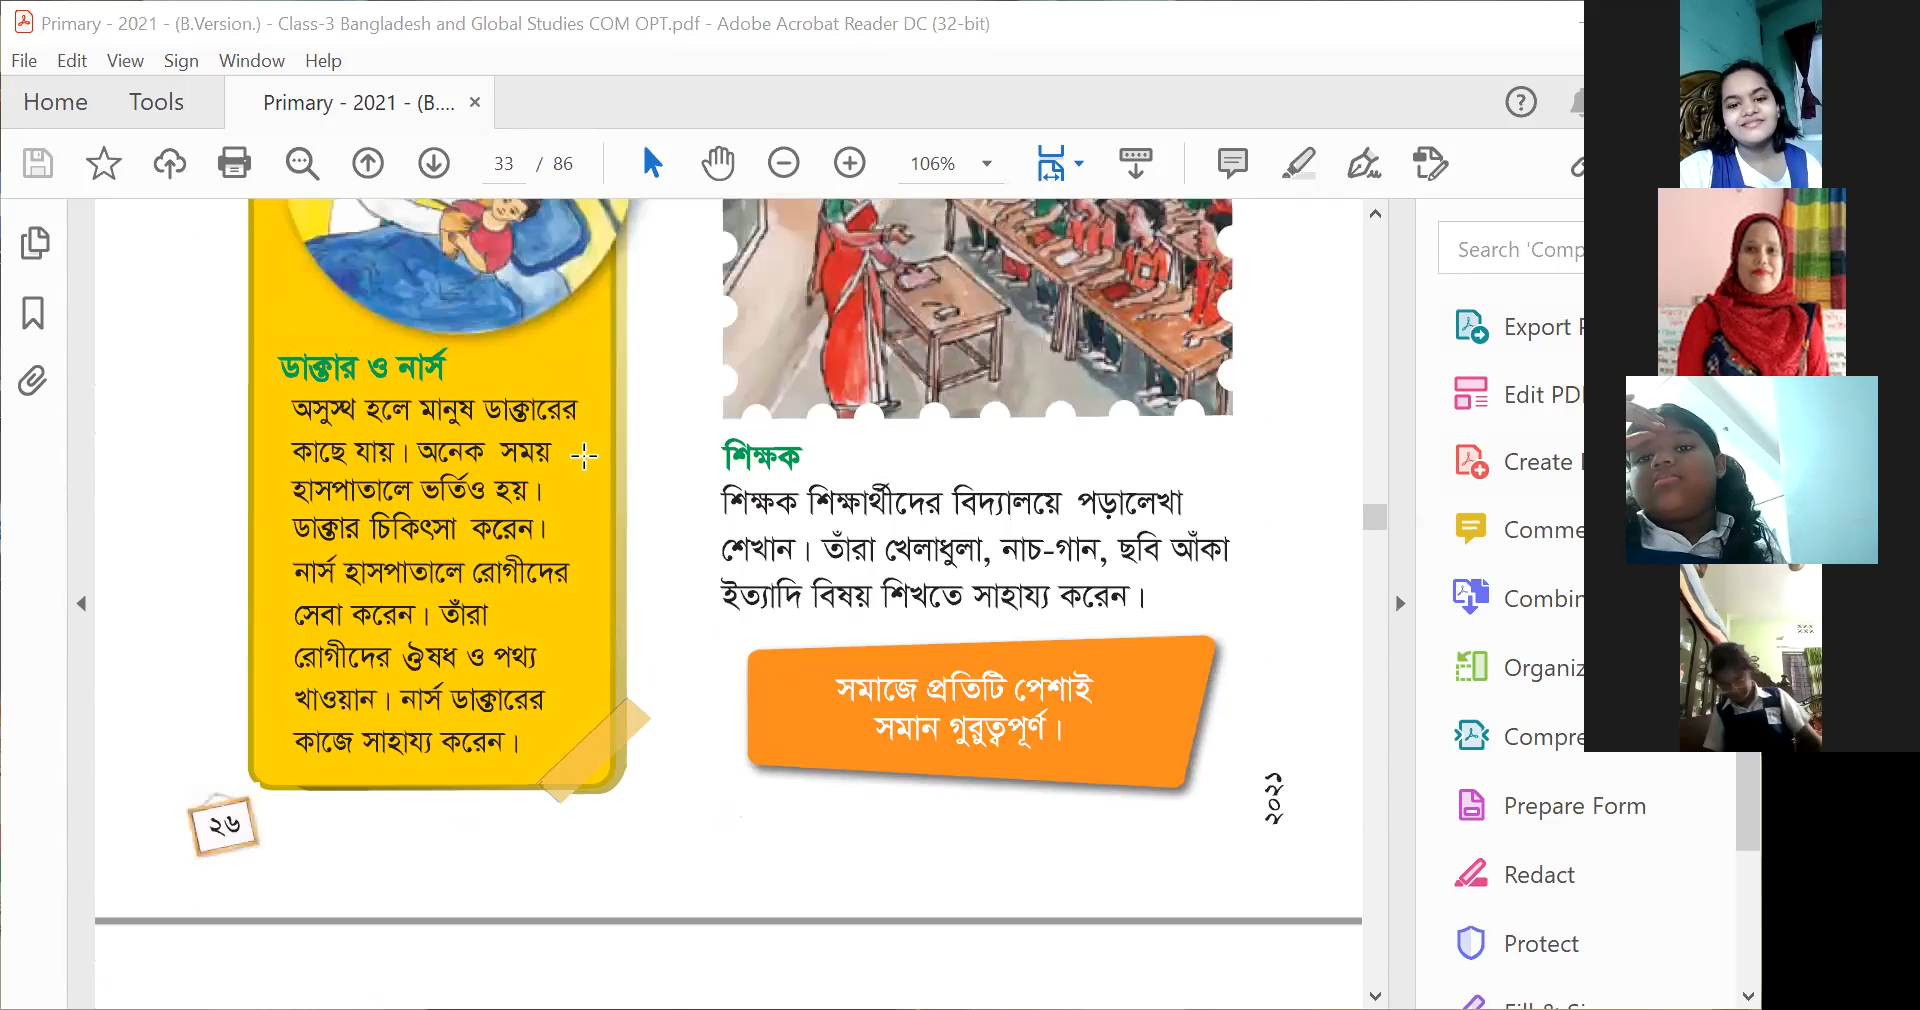 Primary - 2021 - (B.Version.) - Class-3 Bangladesh and Global Studies COM OPT.pdf - Adobe Acrobat Reader DC (32-bit)
File Edit View Sign Window Help
Home Tools Primary - 2021 - (B.... ×
33 / 86 106%
ডাক্তার ও নার্স
অসুস্থ হলে মানুষ ডাক্তারের
কাছে যায়। অনেক সময়
হাসপাতালে ভর্তিও হয়।
ডাক্তার চিকিৎসা করেন।
নার্স হাসপাতালে রোগীদের
সেবা করেন। তাঁরা
রোগীদের ঔষধ ও পথ্য
খাওয়ান। নার্স ডাক্তারের
কাজে সাহায্য করেন।
২৬
শিক্ষক
শিক্ষক শিক্ষার্থীদের বিদ্যালয়ে পড়ালেখা
শেখান। তাঁরা খেলাধুলা, নাচ-গান, ছবি আঁকা
ইত্যাদি বিষয় শিখতে সাহায্য করেন।
সমাজে প্রতিটি পেশাই
সমান গুরুত্বপূর্ণ।
২০২১
Search 'Comp
Export
Edit PD
Create
Comme
Combin
Organiz
Compre
Prepare Form
Redact
Protect